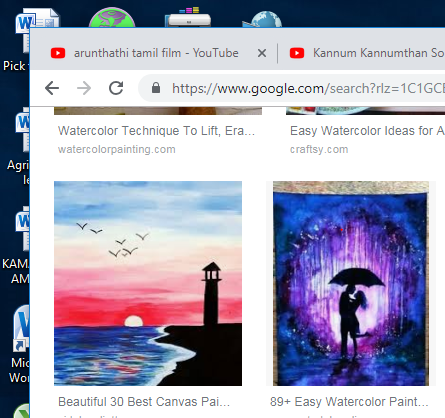 Pick
arunthathi tamil film - YouTube
Kannum Kannumthan So
https://www.google.com/search?rlz=1C1GCE
Watercolor Technique To Lift, Era...
watercolorpainting.com
Easy Watercolor Ideas for A
craftsy.com
Agri
le
KAM
AM
Mic
Wor
Beautiful 30 Best Canvas Pai...
89+ Easy Watercolor Paint...